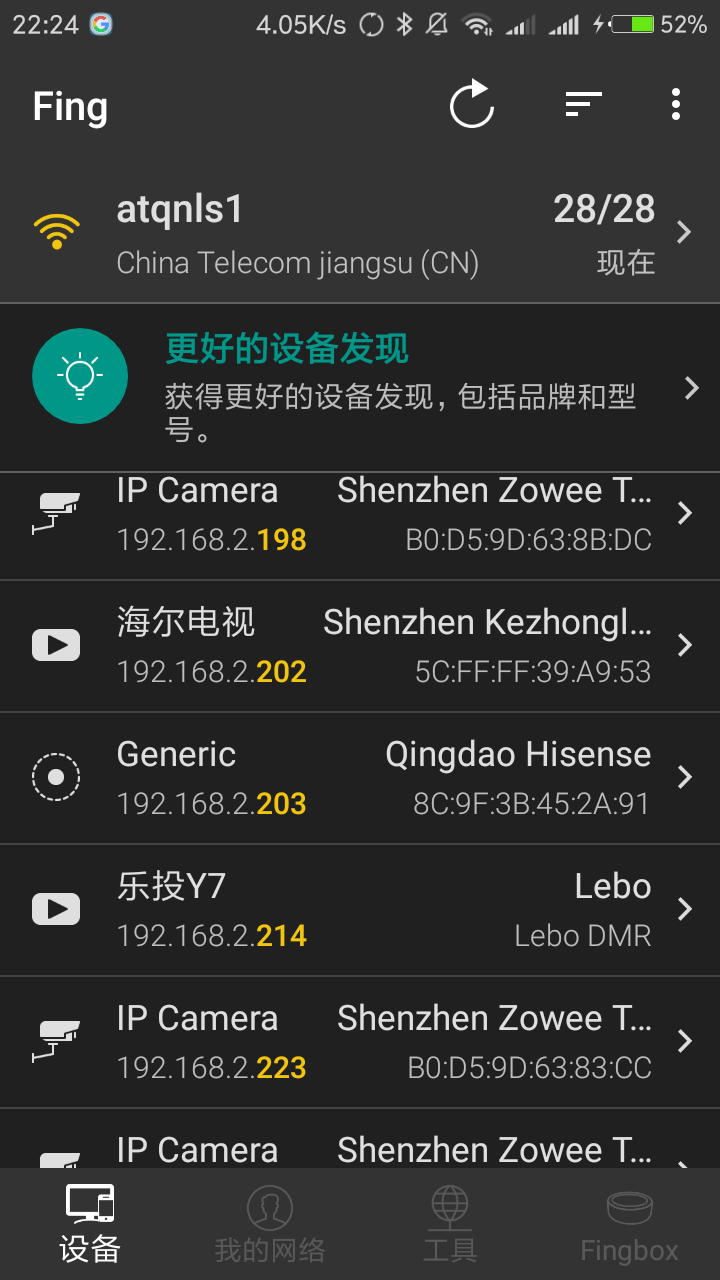 22:24 4.05K/s 52%
Fing
atqnls1 28/28
China Telecom jiangsu (CN) 现在
更好的设备发现
获得更好的设备发现，包括品牌和型
号。
IP Camera Shenzhen Zowee T...
192.168.2.198 B0:D5:9D:63:8B:DC
海尔电视 Shenzhen Kezhongl...
192.168.2.202 5C:FF:FF:39:A9:53
Generic Qingdao Hisense
192.168.2.203 8C:9F:3B:45:2A:91
乐投Y7 Lebo
192.168.2.214 Lebo DMR
IP Camera Shenzhen Zowee T...
192.168.2.223 B0:D5:9D:63:83:CC
IP Camera Shenzhen Zowee T...
设备 我的网络 工具 Fingbox